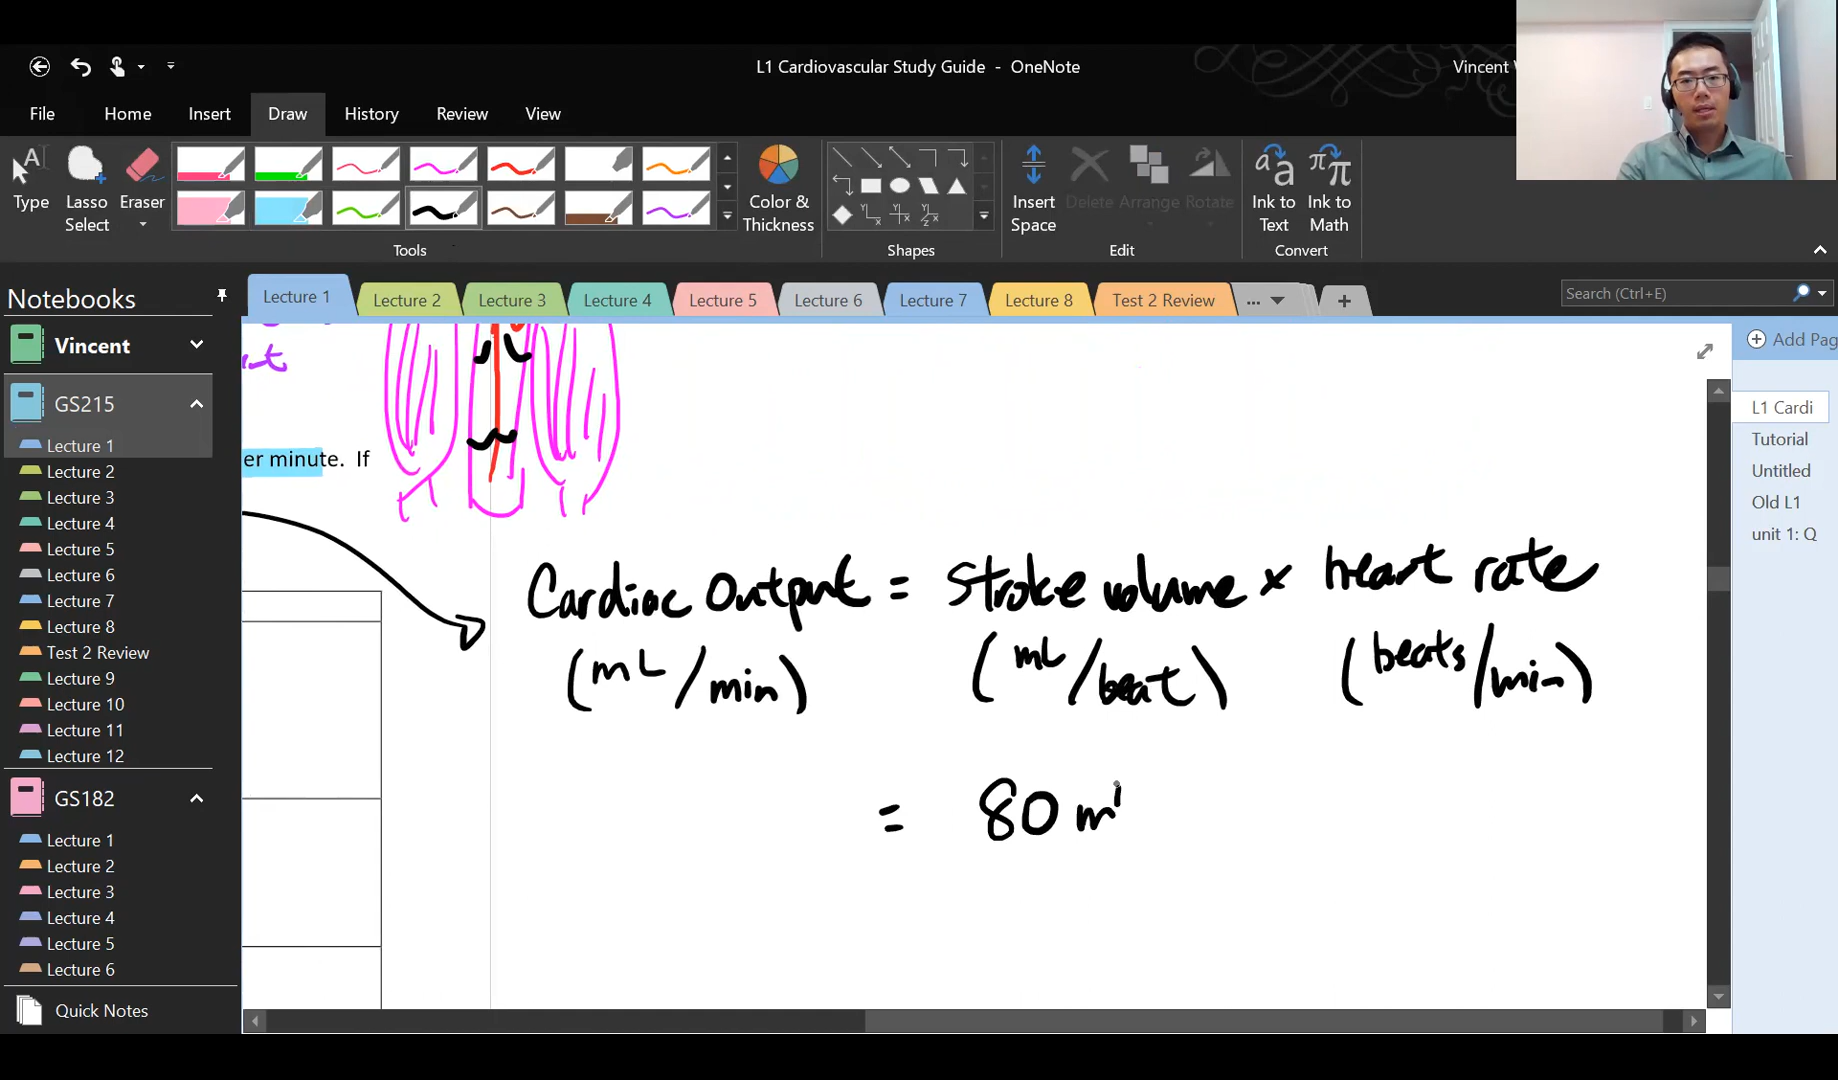 L1 Cardiovascular Study Guide - OneNote
Vincent
File Home Insert Draw History Review View
Type
Lasso Select
Eraser
Color & Thickness
Insert Space
Delete
Arrange
Rotate
Ink to Text
Ink to Math
Tools Shapes Edit Convert
Notebooks
Lecture 1 Lecture 2 Lecture 3 Lecture 4 Lecture 5 Lecture 6 Lecture 7 Lecture 8 Test 2 Review ...
Search (Ctrl+E)
Vincent
GS215
Lecture 1
Lecture 2
Lecture 3
Lecture 4
Lecture 5
Lecture 6
Lecture 7
Lecture 8
Test 2 Review
Lecture 9
Lecture 10
Lecture 11
Lecture 12
GS182
Lecture 1
Lecture 2
Lecture 3
Lecture 4
Lecture 5
Lecture 6
Quick Notes
er minute. If
Cardiac Output = Stroke volume x heart rate
(mL/min) (mL/beat) (beats/min)
= 80 ml
Add Pag
L1 Cardi
Tutorial
Untitled
Old L1
unit 1: Q